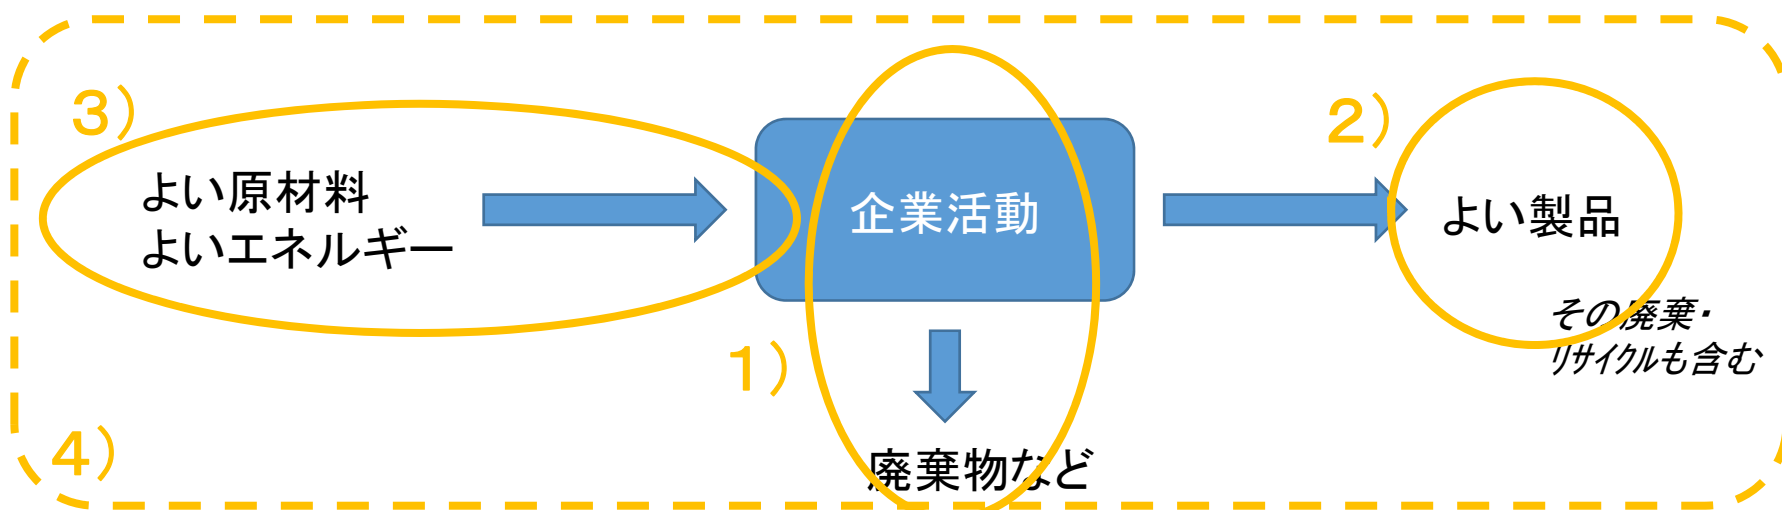 ３）
よい原材料
よいエネルギー
企業活動
２）
よい製品
その廃棄・
リサイクルも含む
１）
廃棄物など
４）